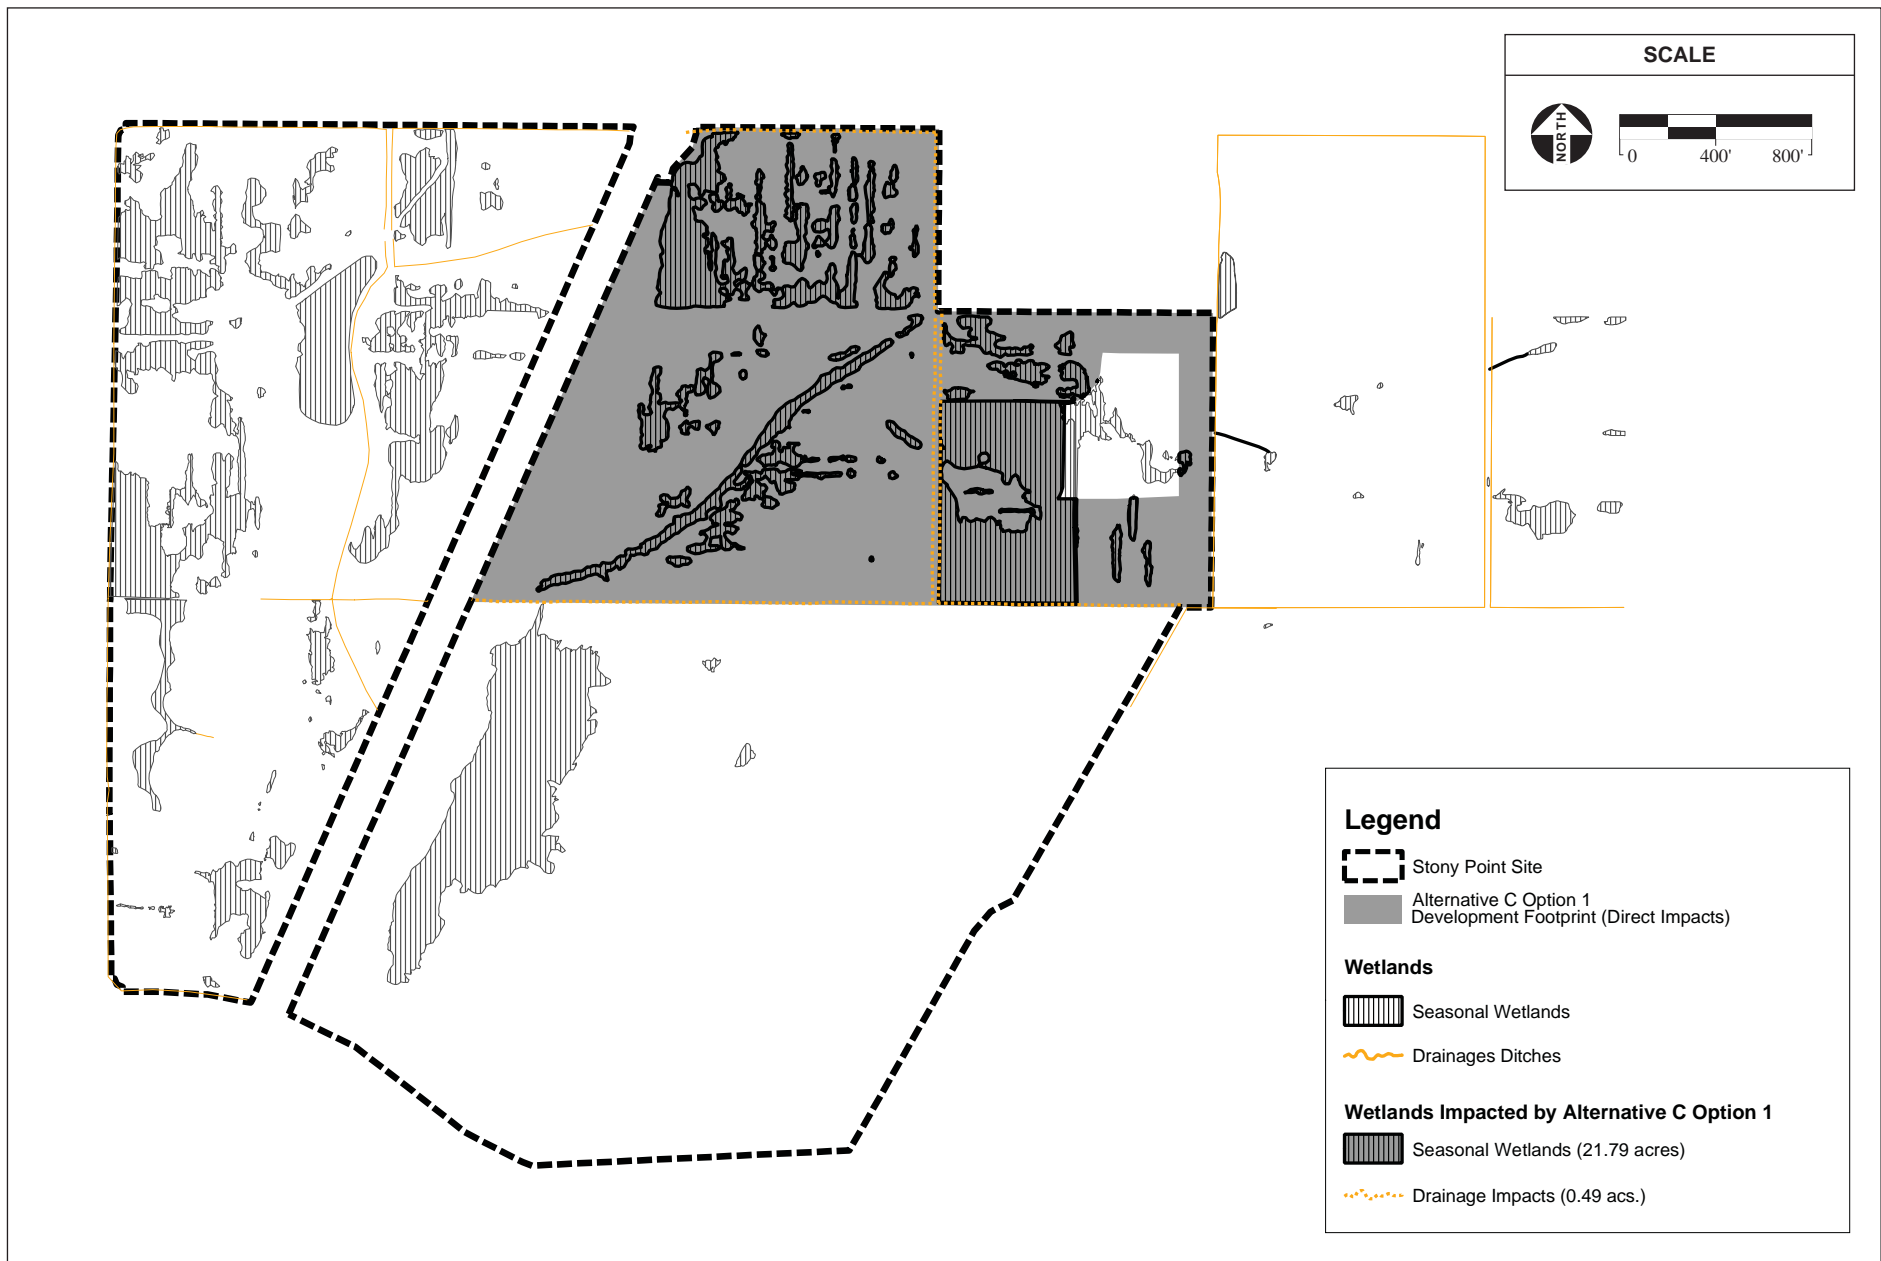 SCALE
NORTH
0 400' 800'
Legend
Stony Point Site
Alternative C Option 1
Development Footprint (Direct Impacts)
Wetlands
Seasonal Wetlands
Drainages Ditches
Wetlands Impacted by Alternative C Option 1
Seasonal Wetlands (21.79 acres)
Drainage Impacts (0.49 acs.)